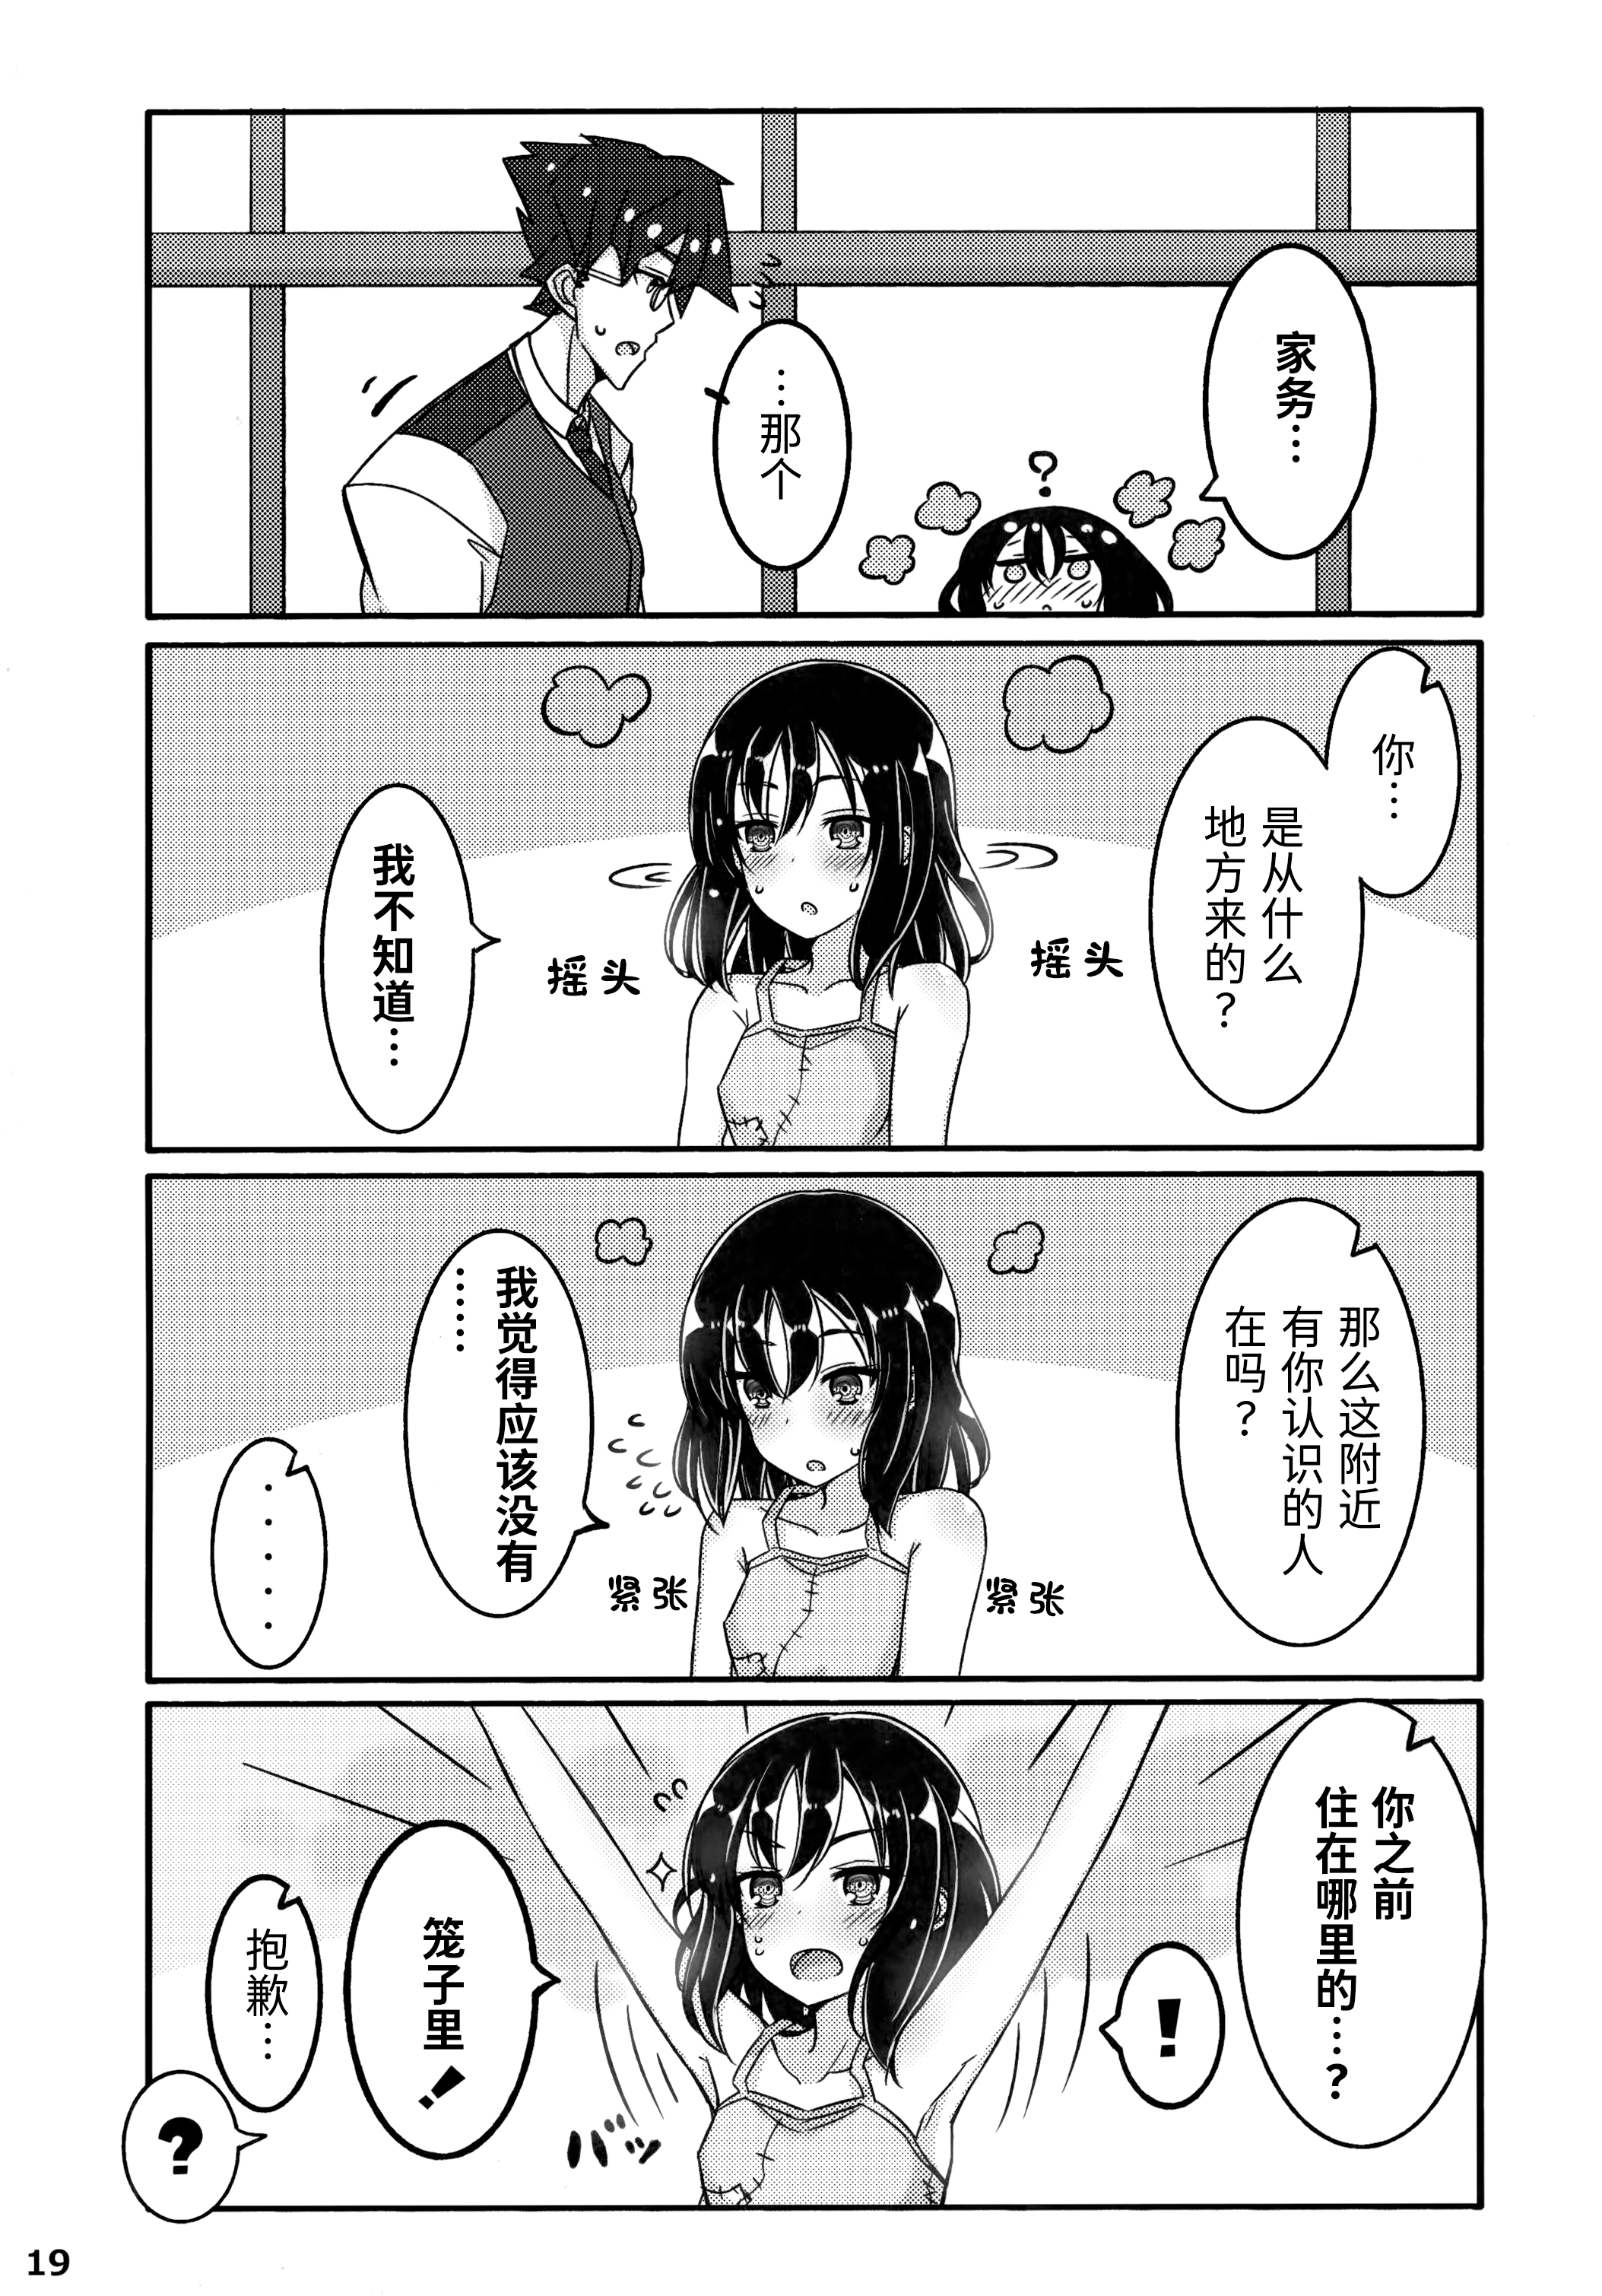 家务…
?
…那个
你…
是从什么
地方来的？
摇头
摇头
我不知道…
那么这附近
有你认识的人
在吗？
紧张
我觉得应该没有
……
紧张
.....
你之前
住在哪里的…？
！
笼子里！
バッ
抱歉…
?
19